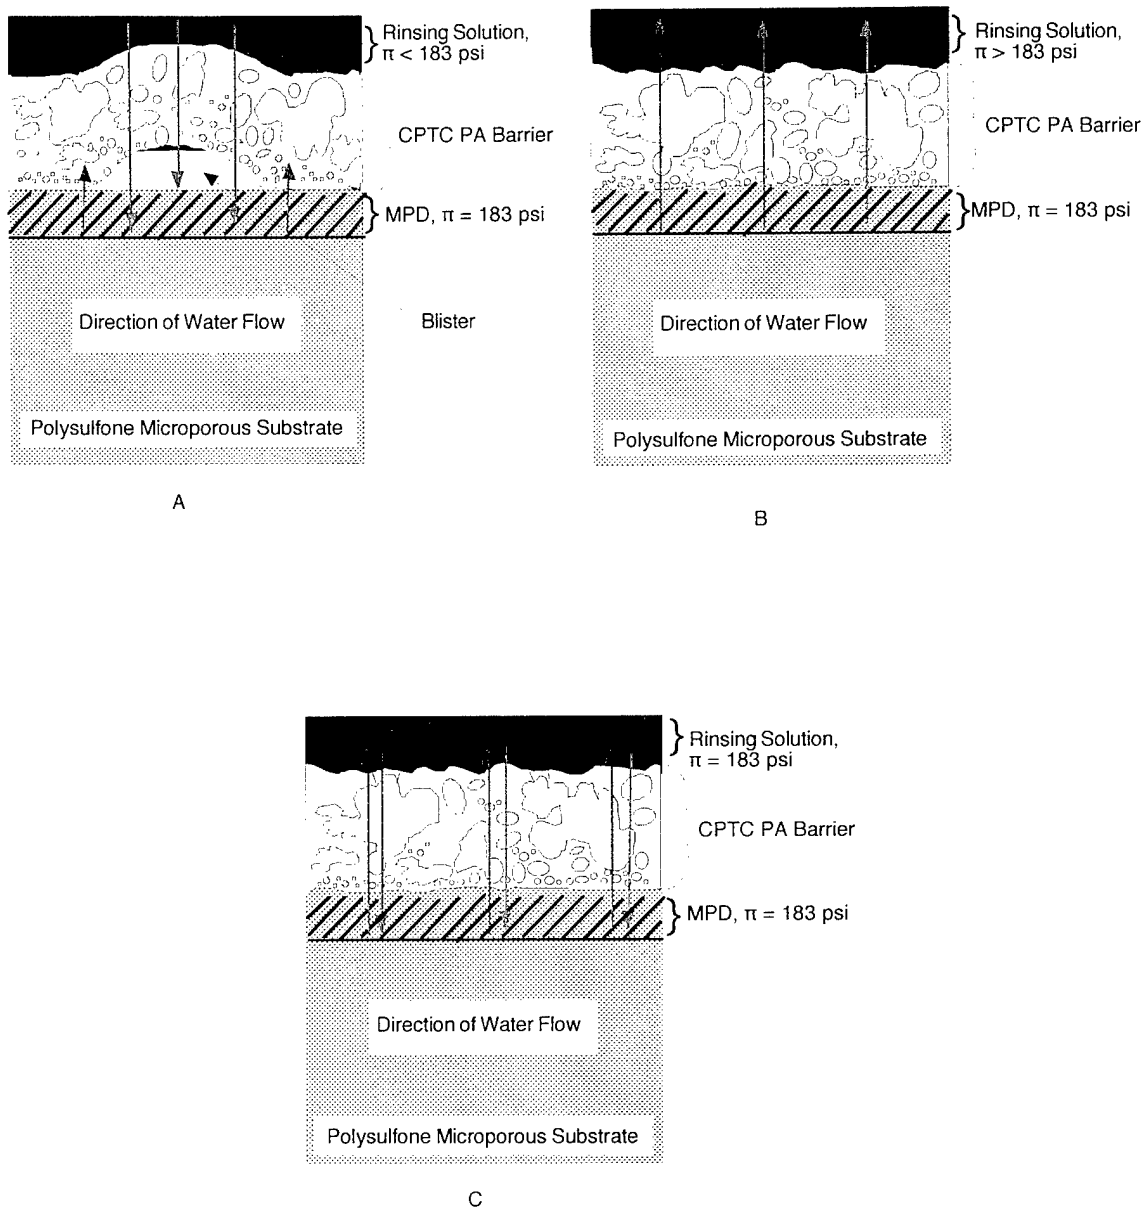 Rinsing Solution,
π < 183 psi
CPTC PA Barrier
MPD, π = 183 psi
Direction of Water Flow
Blister
Polysulfone Microporous Substrate
A
Rinsing Solution,
π > 183 psi
CPTC PA Barrier
MPD, π = 183 psi
Direction of Water Flow
Polysulfone Microporous Substrate
B
Rinsing Solution,
π = 183 psi
CPTC PA Barrier
MPD, π = 183 psi
Direction of Water Flow
Polysulfone Microporous Substrate
C